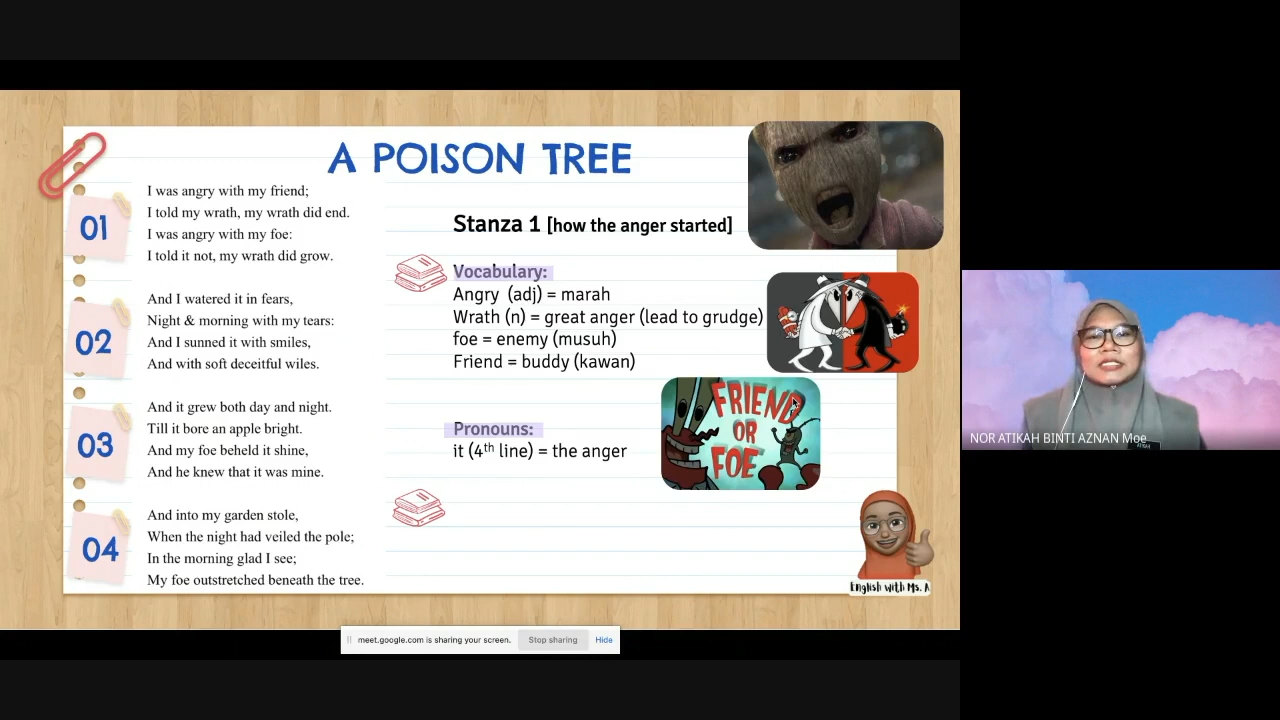 A POISON TREE
01
I was angry with my friend;
I told my wrath, my wrath did end.
I was angry with my foe:
I told it not, my wrath did grow.
02
And I watered it in fears,
Night & morning with my tears:
And I sunned it with smiles,
And with soft deceitful wiles.
03
And it grew both day and night.
Till it bore an apple bright.
And my foe beheld it shine,
And he knew that it was mine.
04
And into my garden stole,
When the night had veiled the pole;
In the morning glad I see;
My foe outstretched beneath the tree.
Stanza 1 [how the anger started]
Vocabulary:
Angry (adj) = marah
Wrath (n) = great anger (lead to grudge)
foe = enemy (musuh)
Friend = buddy (kawan)
Pronouns:
it (4th line) = the anger
FRIEND
OR
FOE
English with Ms. A
NOR ATIKAH BINTI AZNAN Moe
meet.google.com is sharing your screen.
Stop sharing
Hide